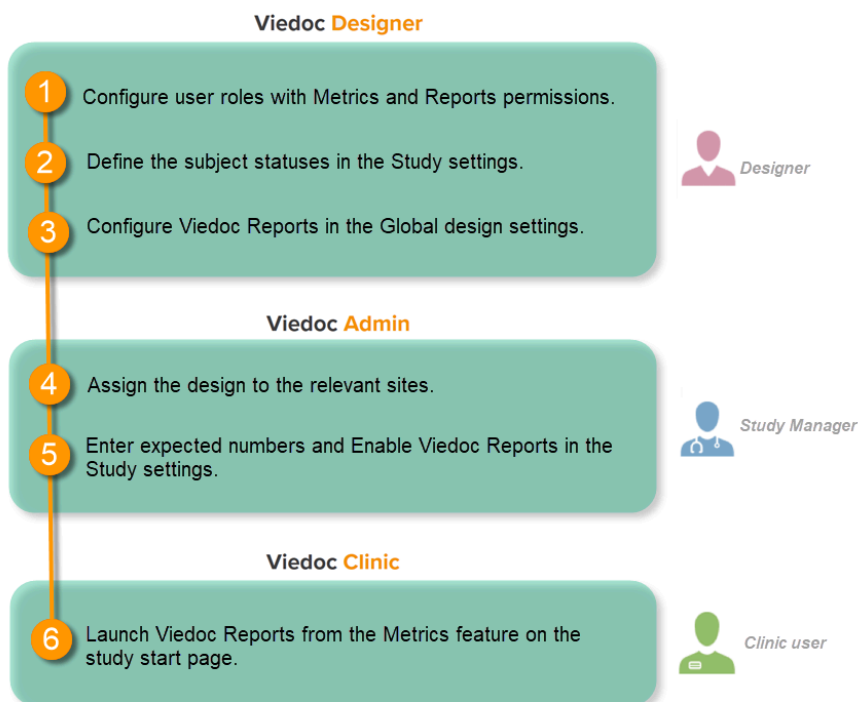 Viedoc Designer
1 Configure user roles with Metrics and Reports permissions.
2 Define the subject statuses in the Study settings.
Designer
3 Configure Viedoc Reports in the Global design settings.
Viedoc Admin
4 Assign the design to the relevant sites.
Study Manager
5 Enter expected numbers and Enable Viedoc Reports in the
Study settings.
Viedoc Clinic
6 Launch Viedoc Reports from the Metrics feature on the
study start page.
Clinic user